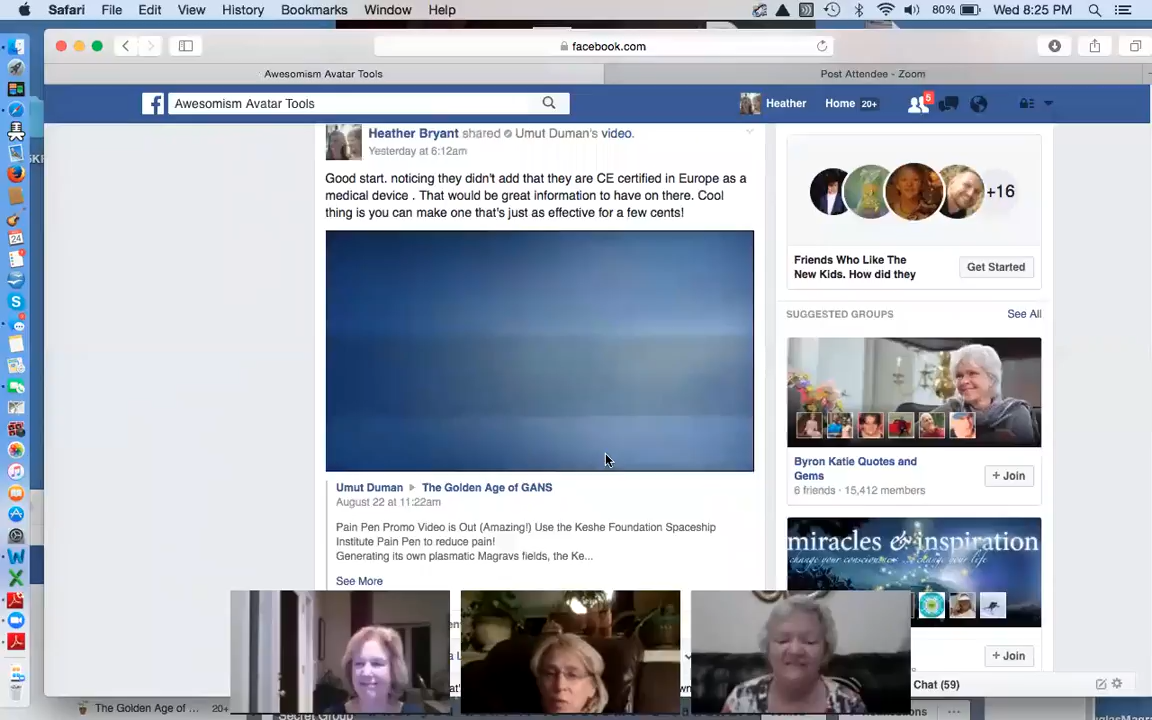 Safari File Edit View History Bookmarks Window Help 80% Wed 8:25 PM
facebook.com
Awesomism Avatar Tools Post Attendee - Zoom
Awesomism Avatar Tools Heather Home 20+ 5
Heather Bryant shared Umut Duman's video.
Yesterday at 6:12am
Good start. noticing they didn't add that they are CE certified in Europe as a
medical device . That would be great information to have on there. Cool
thing is you can make one that's just as effective for a few cents!
Umut Duman The Golden Age of GANS
August 22 at 11:22am
Pain Pen Promo Video is Out (Amazing!) Use the Keshe Foundation Spaceship
Institute Pain Pen to reduce pain!
Generating its own plasmatic Magravs fields, the Ke...
See More
+16
Friends Who Like The
New Kids. How did they
Get Started
SUGGESTED GROUPS See All
Byron Katie Quotes and
Gems
6 friends · 15,412 members
+ Join
miracles & inspiration
change your consciousness
+ Join
Chat (59)
The Golden Age of ... 20+
Secret Group